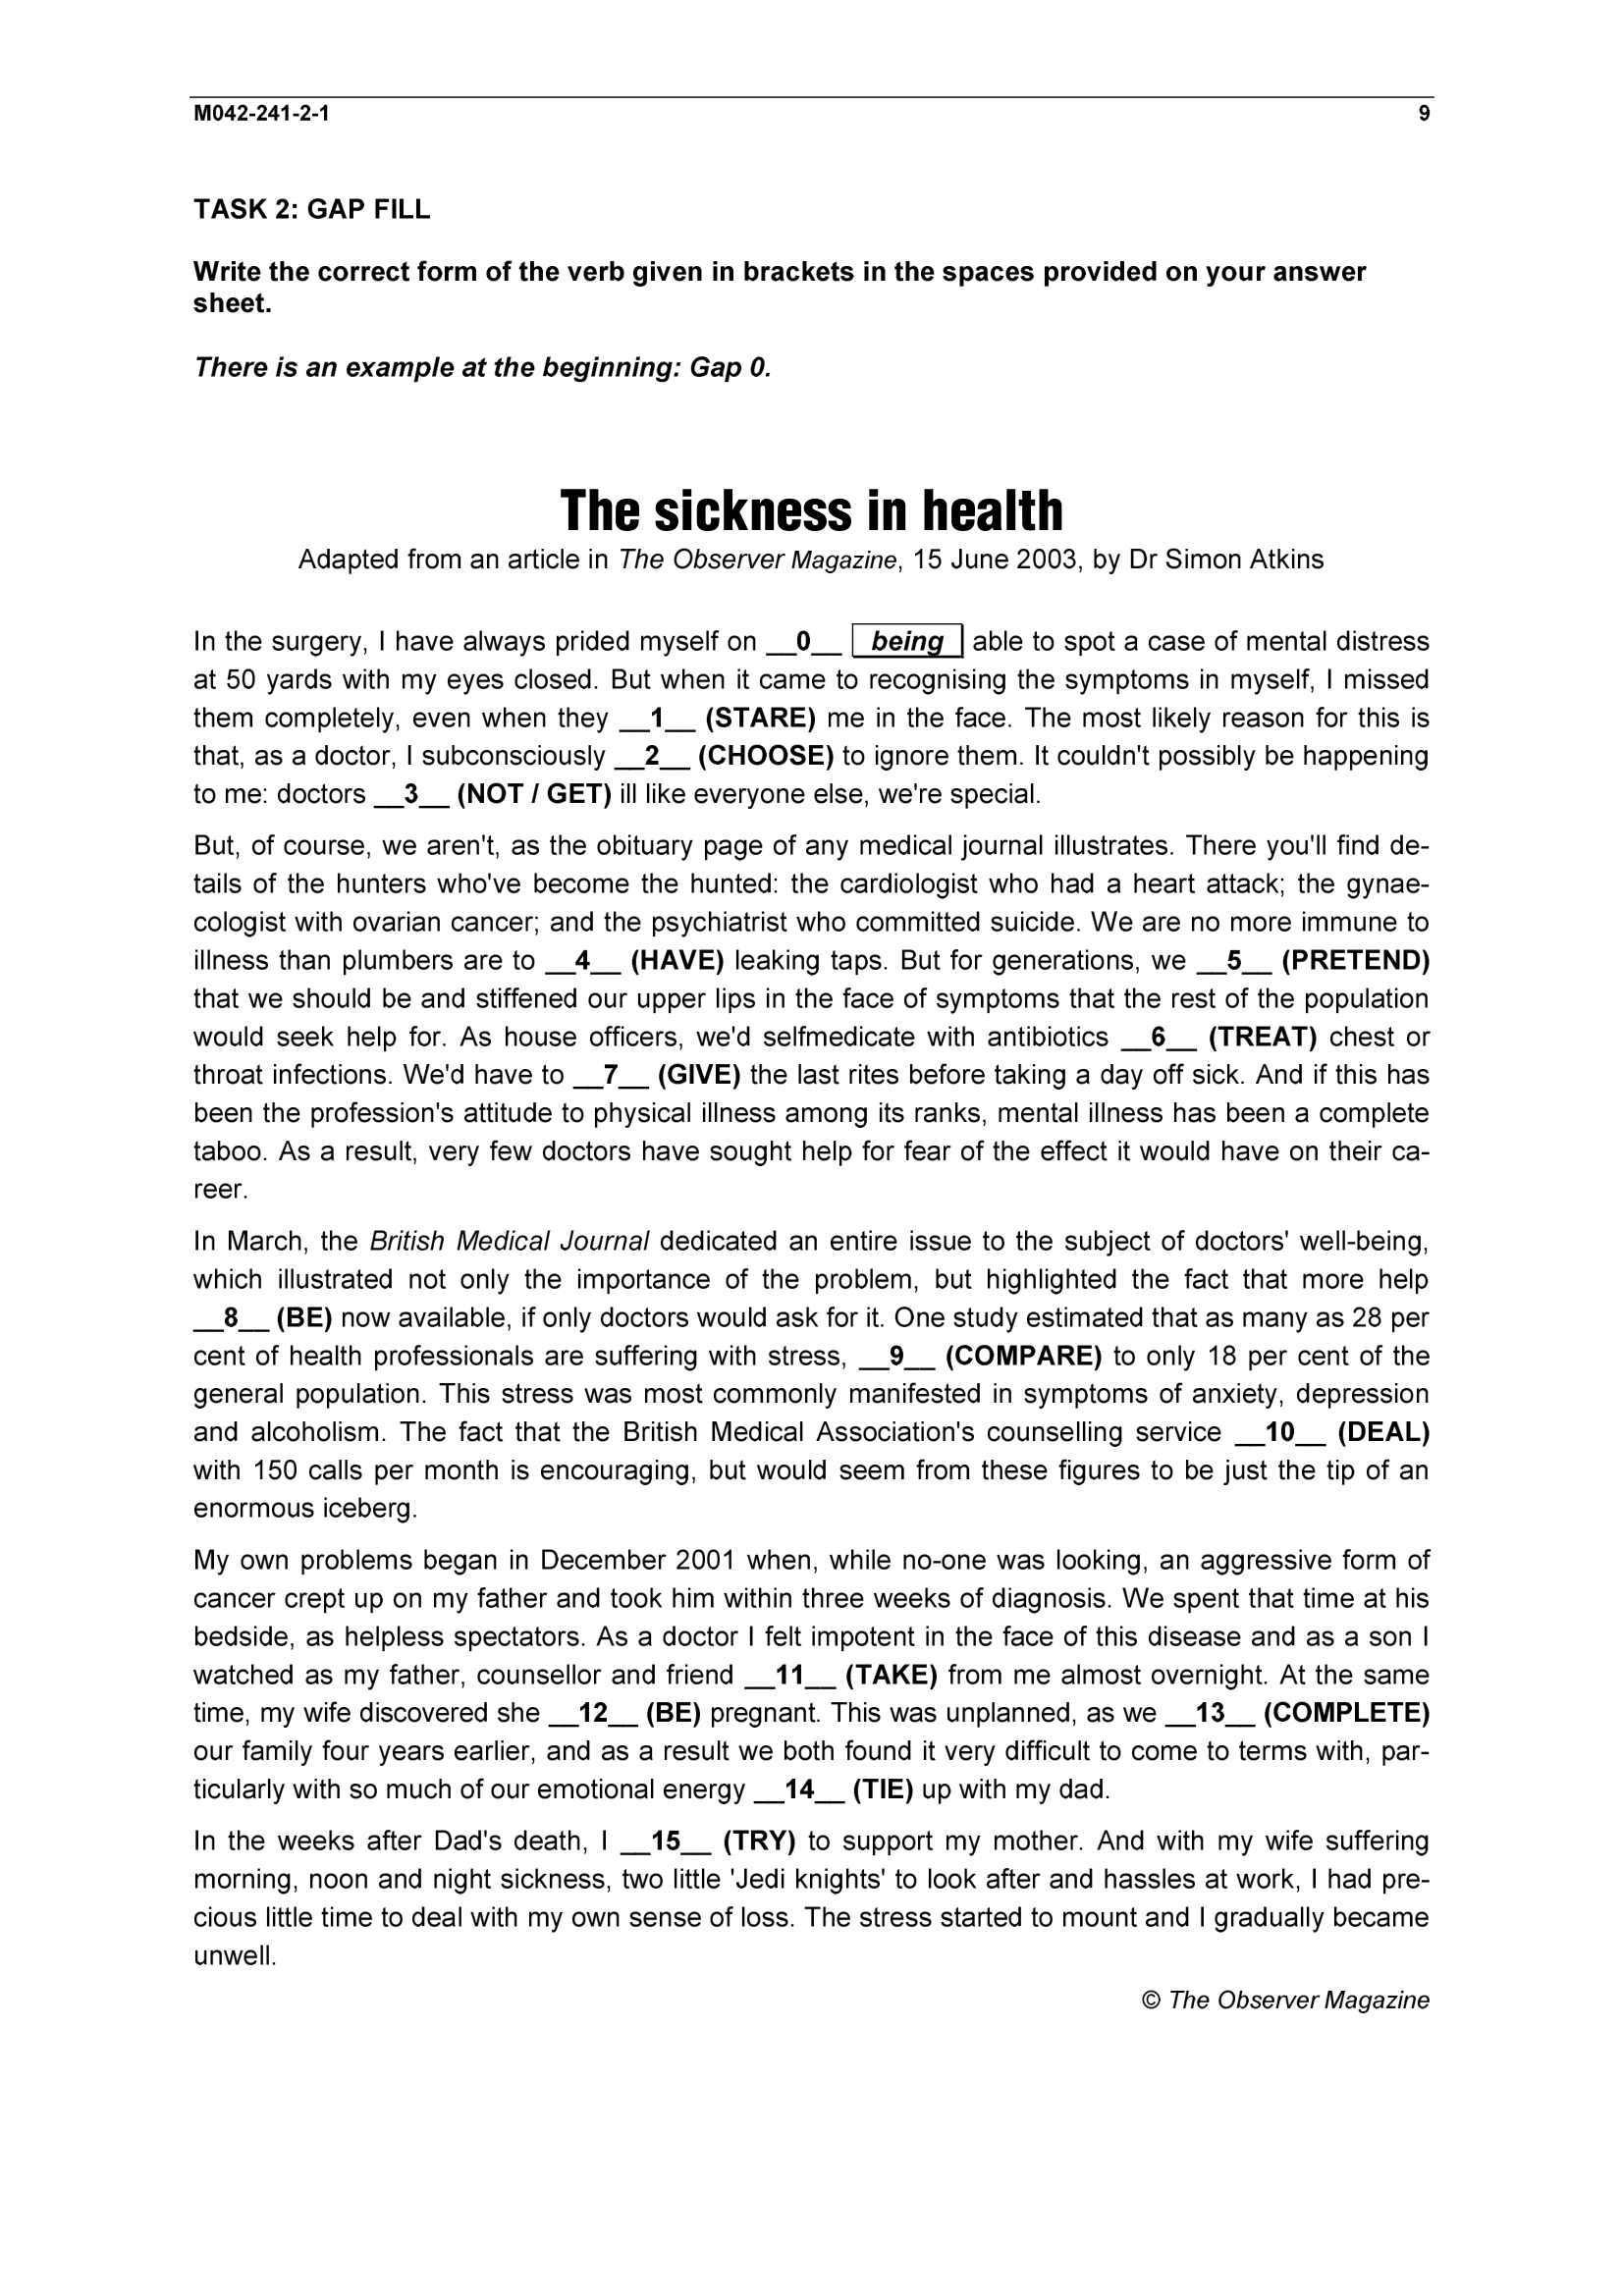 M042-241-2-1 9
TASK 2: GAP FILL
Write the correct form of the verb given in brackets in the spaces provided on your answer
sheet.
There is an example at the beginning: Gap 0.
The sickness in health
Adapted from an article in The Observer Magazine, 15 June 2003, by Dr Simon Atkins
In the surgery, I have always prided myself on __0__ being able to spot a case of mental distress
at 50 yards with my eyes closed. But when it came to recognising the symptoms in myself, I missed
them completely, even when they __1__ (STARE) me in the face. The most likely reason for this is
that, as a doctor, I subconsciously __2__ (CHOOSE) to ignore them. It couldn't possibly be happening
to me: doctors __3__ (NOT / GET) ill like everyone else, we're special.
But, of course, we aren't, as the obituary page of any medical journal illustrates. There you'll find de-
tails of the hunters who've become the hunted: the cardiologist who had a heart attack; the gynae-
cologist with ovarian cancer; and the psychiatrist who committed suicide. We are no more immune to
illness than plumbers are to __4__ (HAVE) leaking taps. But for generations, we __5__ (PRETEND)
that we should be and stiffened our upper lips in the face of symptoms that the rest of the population
would seek help for. As house officers, we'd selfmedicate with antibiotics __6__ (TREAT) chest or
throat infections. We'd have to __7__ (GIVE) the last rites before taking a day off sick. And if this has
been the profession's attitude to physical illness among its ranks, mental illness has been a complete
taboo. As a result, very few doctors have sought help for fear of the effect it would have on their ca-
reer.
In March, the British Medical Journal dedicated an entire issue to the subject of doctors' well-being,
which illustrated not only the importance of the problem, but highlighted the fact that more help
__8__ (BE) now available, if only doctors would ask for it. One study estimated that as many as 28 per
cent of health professionals are suffering with stress, __9__ (COMPARE) to only 18 per cent of the
general population. This stress was most commonly manifested in symptoms of anxiety, depression
and alcoholism. The fact that the British Medical Association's counselling service __10__ (DEAL)
with 150 calls per month is encouraging, but would seem from these figures to be just the tip of an
enormous iceberg.
My own problems began in December 2001 when, while no-one was looking, an aggressive form of
cancer crept up on my father and took him within three weeks of diagnosis. We spent that time at his
bedside, as helpless spectators. As a doctor I felt impotent in the face of this disease and as a son I
watched as my father, counsellor and friend __11__ (TAKE) from me almost overnight. At the same
time, my wife discovered she __12__ (BE) pregnant. This was unplanned, as we __13__ (COMPLETE)
our family four years earlier, and as a result we both found it very difficult to come to terms with, par-
ticularly with so much of our emotional energy __14__ (TIE) up with my dad.
In the weeks after Dad's death, I __15__ (TRY) to support my mother. And with my wife suffering
morning, noon and night sickness, two little 'Jedi knights' to look after and hassles at work, I had pre-
cious little time to deal with my own sense of loss. The stress started to mount and I gradually became
unwell.
© The Observer Magazine